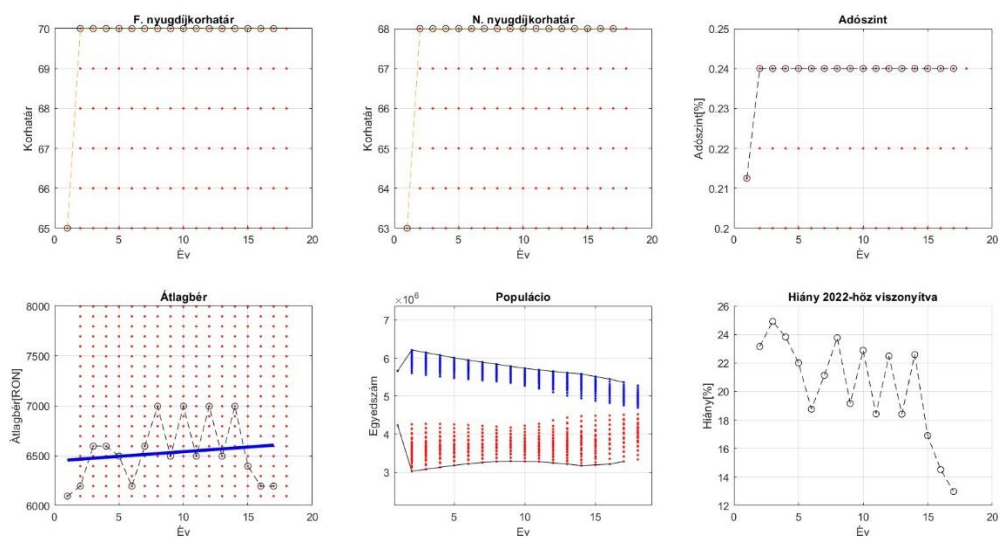 F. nyugdíjkorhatár
70
69
68
67
66
65
Korhatár
0 5 10 15 20
Év
N. nyugdíjkorhatár
68
67
66
65
64
63
Korhatár
0 5 10 15 20
Év
Adószint
0.25
0.24
0.23
0.22
0.21
0.2
Adószint[%]
0 5 10 15 20
Év
Átlagbér
8000
7500
7000
6500
6000
Átlagbér[RON]
0 5 10 15 20
Év
Populácio
×10⁶
7
6
5
4
3
Egyedszám
5 10 15
Ev
Hiány 2022-höz viszonyítva
26
24
22
20
18
16
14
12
Hiány[%]
0 5 10 15 20
Év